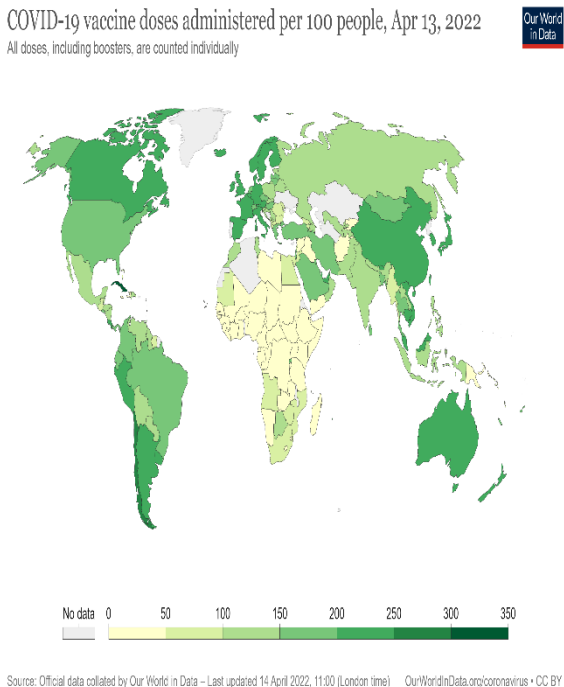 COVID-19 vaccine doses administered per 100 people, Apr 13, 2022
Our World
in Data
All doses, including boosters, are counted individually
No data 0 50 100 150 200 250 300 350
Source: Official data collated by Our World in Data – Last updated 14 April 2022, 11:00 (London time) OurWorldInData.org/coronavirus • CC BY